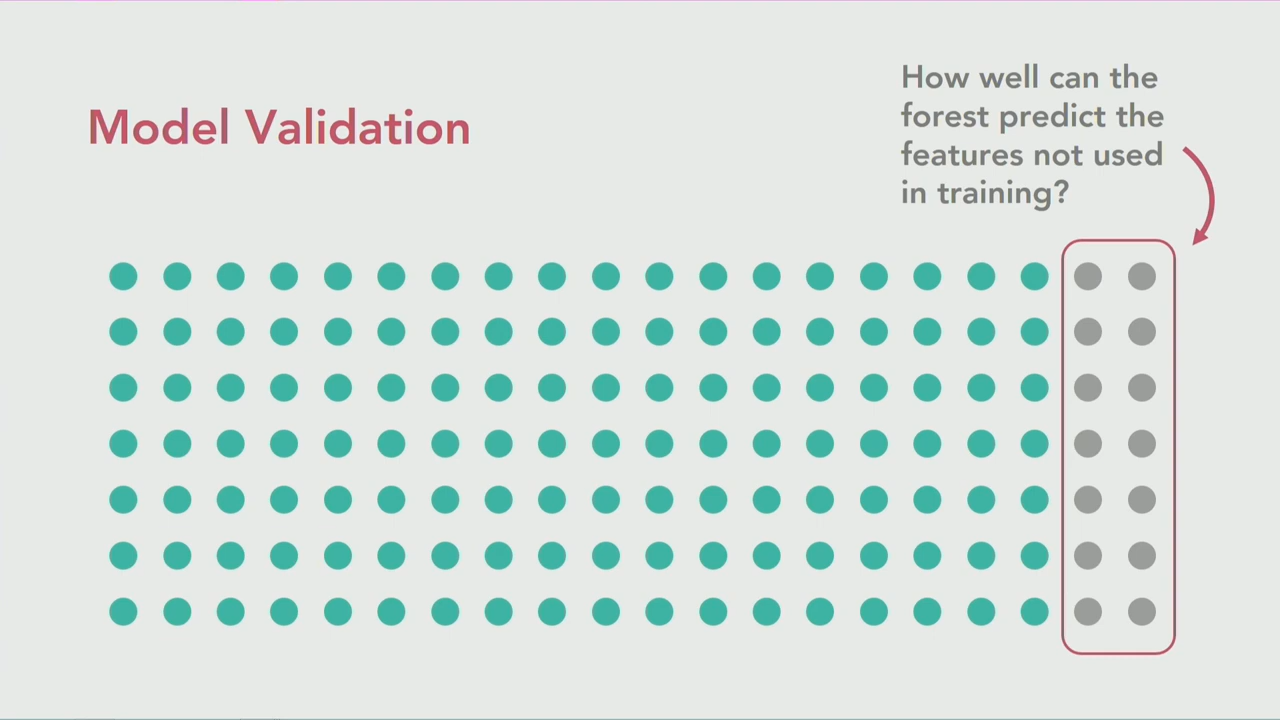 Model Validation
How well can the
forest predict the
features not used
in training?